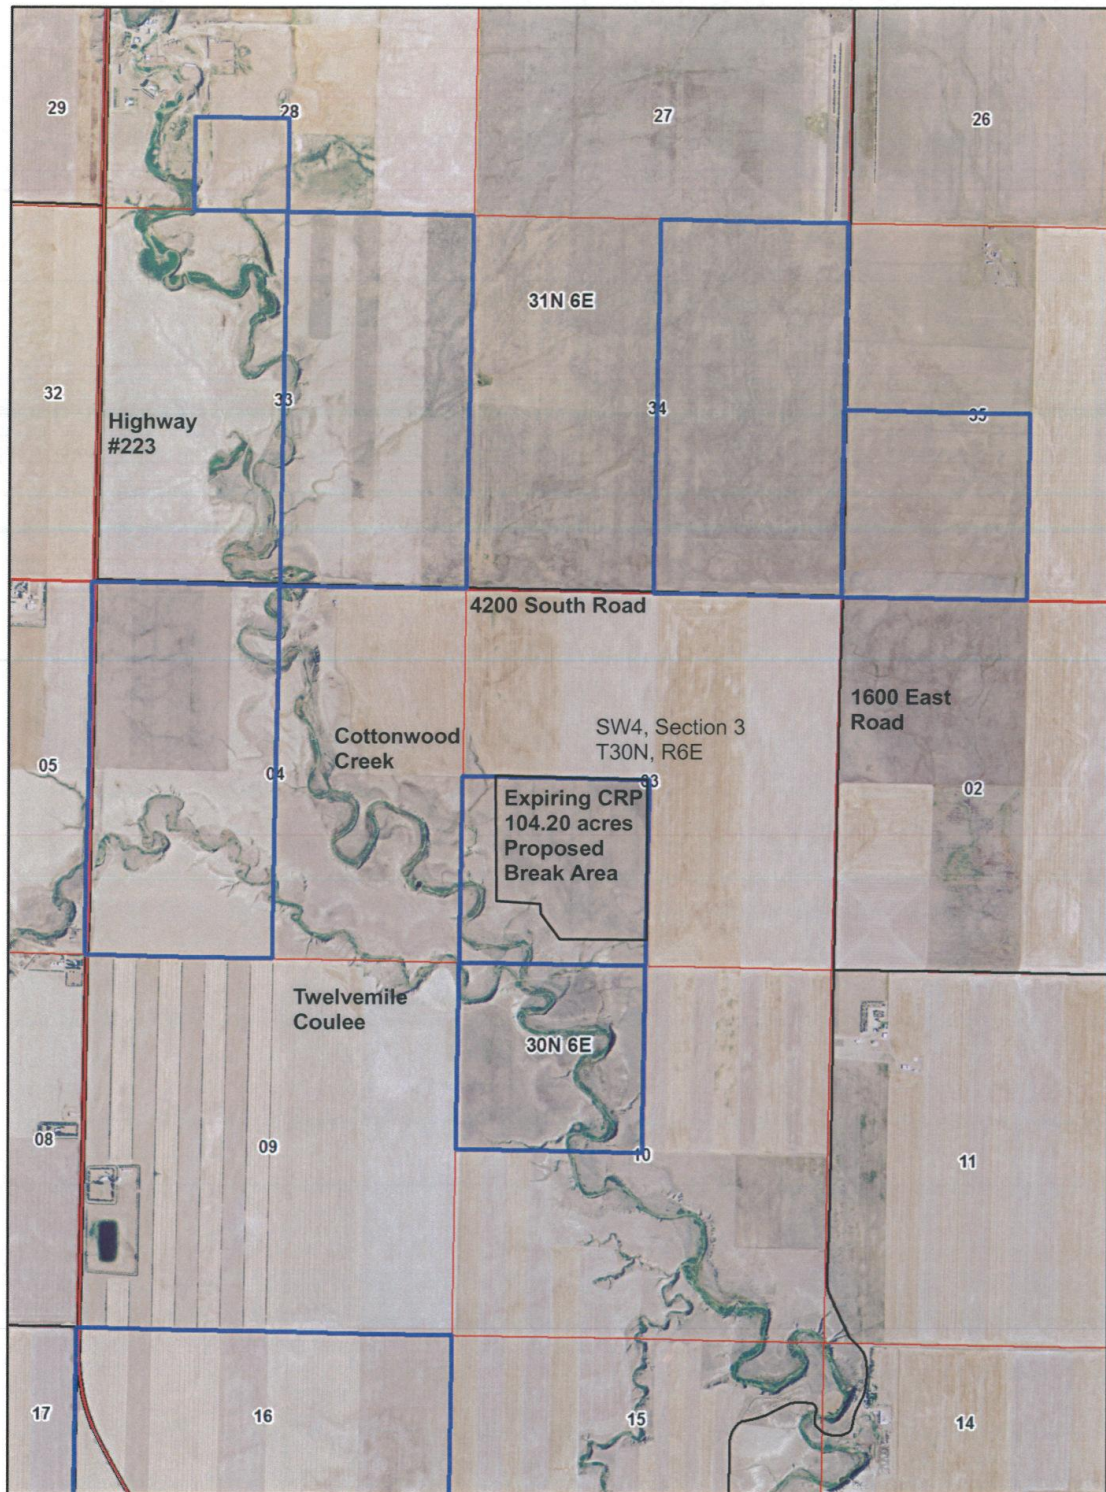 29
28
27
26
31N 6E
32
33
34
35
Highway
#223
4200 South Road
1600 East
Road
SW4, Section 3
T30N, R6E
Cottonwood
Creek
05
04
03
02
Expiring CRP
104.20 acres
Proposed
Break Area
Twelvemile
Coulee
30N 6E
08
09
10
11
17
16
15
14